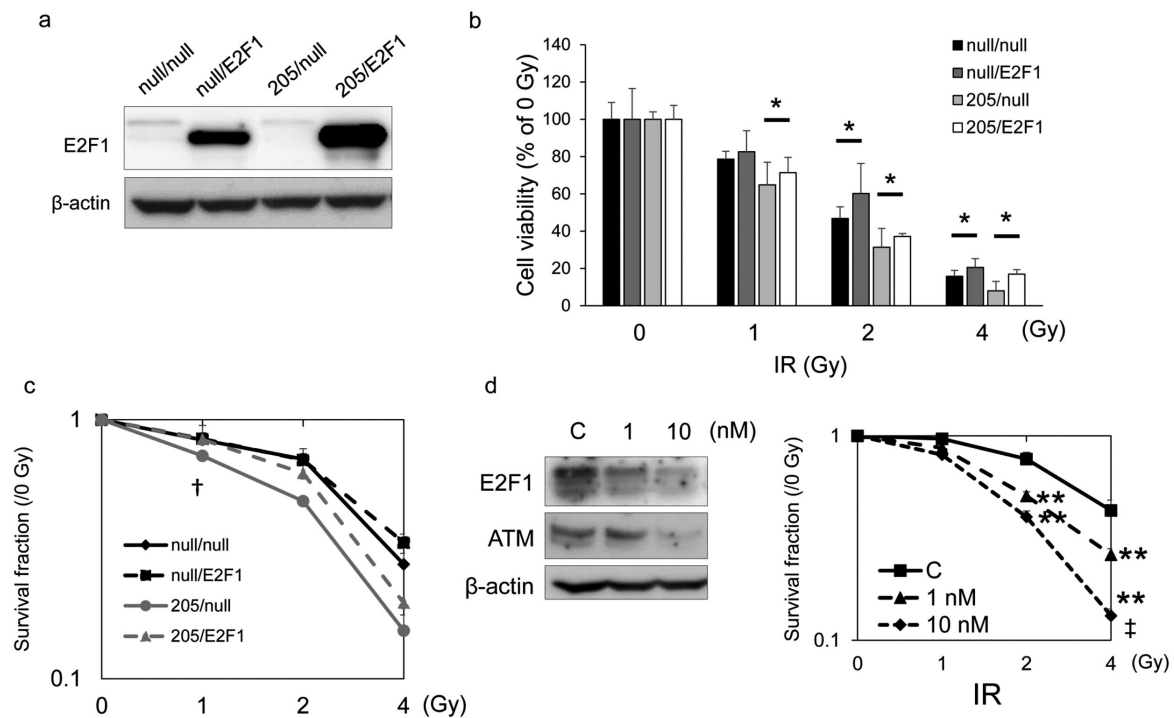 a
null/null
null/E2F1
205/null
205/E2F1
E2F1
β-actin
b
Cell viability (% of 0 Gy)
140
120
100
80
60
40
20
0
null/null
null/E2F1
205/null
205/E2F1
*
*
*
*
*
0 1 2 4 (Gy)
IR (Gy)
c
Survival fraction (/0 Gy)
1
0.1
†
null/null
null/E2F1
205/null
205/E2F1
0 1 2 4 (Gy)
d
C 1 10 (nM)
E2F1
ATM
β-actin
Survival fraction (/0 Gy)
1
0.1
**
**
**
**
‡
C
1 nM
10 nM
0 1 2 4 (Gy)
IR